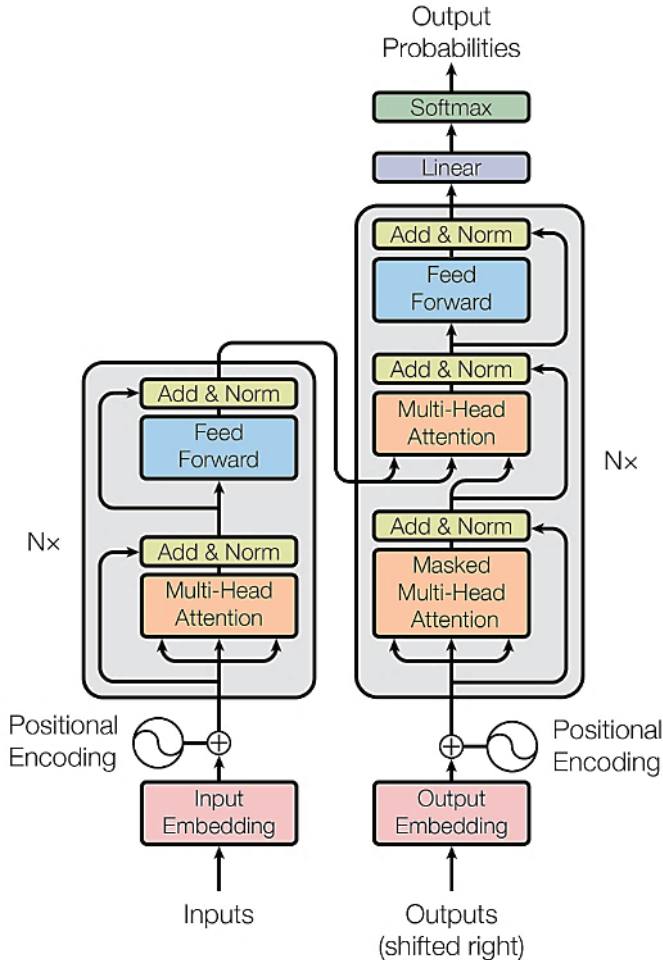 Output
Probabilities
Softmax
Linear
Add & Norm
Feed
Forward
Add & Norm
Multi-Head
Attention
Add & Norm
Masked
Multi-Head
Attention
Nx
Add & Norm
Feed
Forward
Add & Norm
Multi-Head
Attention
Nx
Positional
Encoding
Positional
Encoding
Input
Embedding
Output
Embedding
Inputs
Outputs
(shifted right)